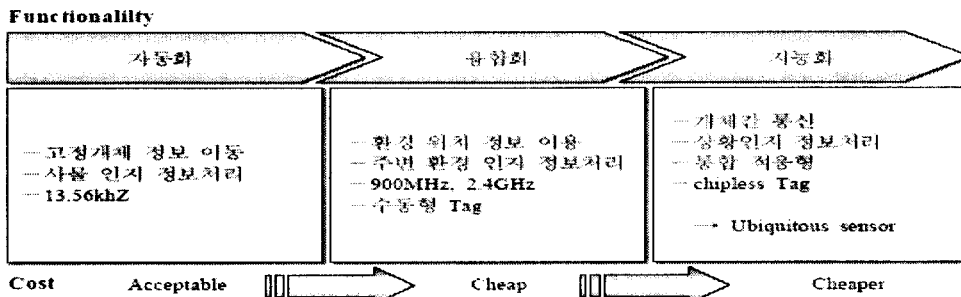 Functionalilty
자동화 융합화 지능화
― 고정개체 정보 이동
― 사물 인지 정보처리
― 13.56khZ
― 환경 위치 정보 이용
― 주변 환경 인지 정보처리
― 900MHz, 2.4GHz
― 수동형 Tag
― 개체간 통신
― 상황인지 정보처리
― 통합 적용형
― chipless Tag
→ Ubiquitous sensor
Cost Acceptable Cheap Cheaper